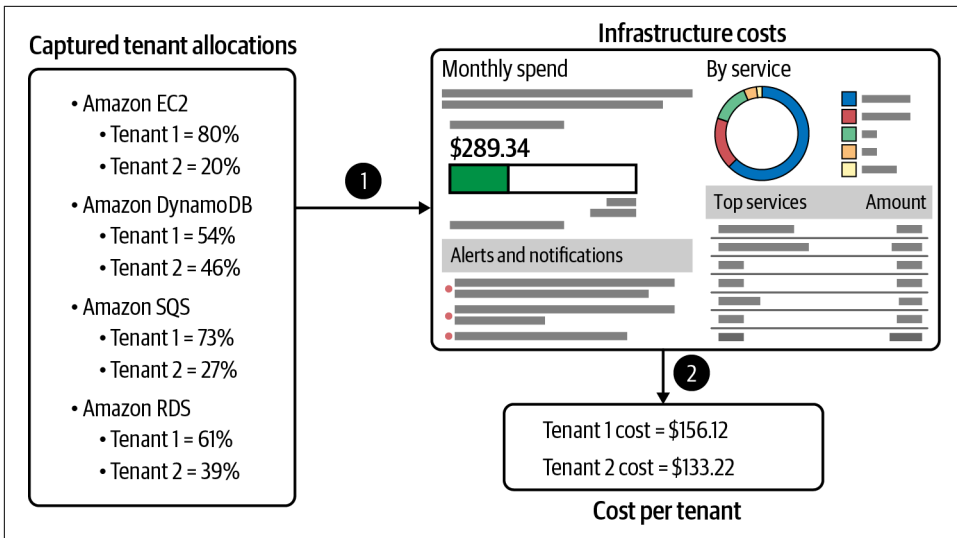 Captured tenant allocations
• Amazon EC2
• Tenant 1 = 80%
• Tenant 2 = 20%
• Amazon DynamoDB
• Tenant 1 = 54%
• Tenant 2 = 46%
• Amazon SQS
• Tenant 1 = 73%
• Tenant 2 = 27%
• Amazon RDS
• Tenant 1 = 61%
• Tenant 2 = 39%
1
Infrastructure costs
Monthly spend
$289.34
Alerts and notifications
By service
Top services Amount
2
Tenant 1 cost = $156.12
Tenant 2 cost = $133.22
Cost per tenant